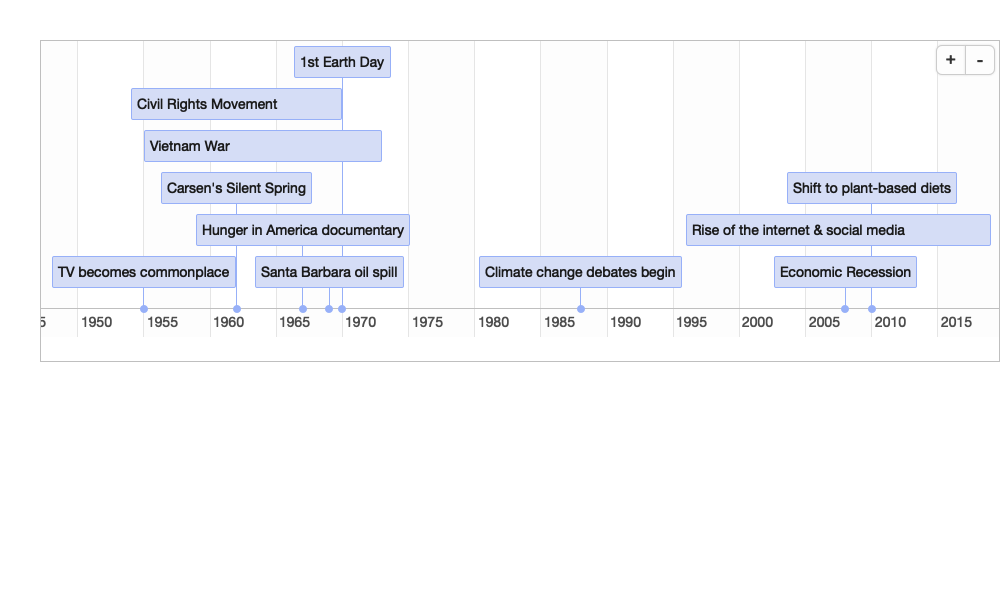 1st Earth Day
+ -
Civil Rights Movement
Vietnam War
Carsen's Silent Spring
Shift to plant-based diets
Hunger in America documentary
Rise of the internet & social media
TV becomes commonplace
Santa Barbara oil spill
Climate change debates begin
Economic Recession
5 1950 1955 1960 1965 1970 1975 1980 1985 1990 1995 2000 2005 2010 2015